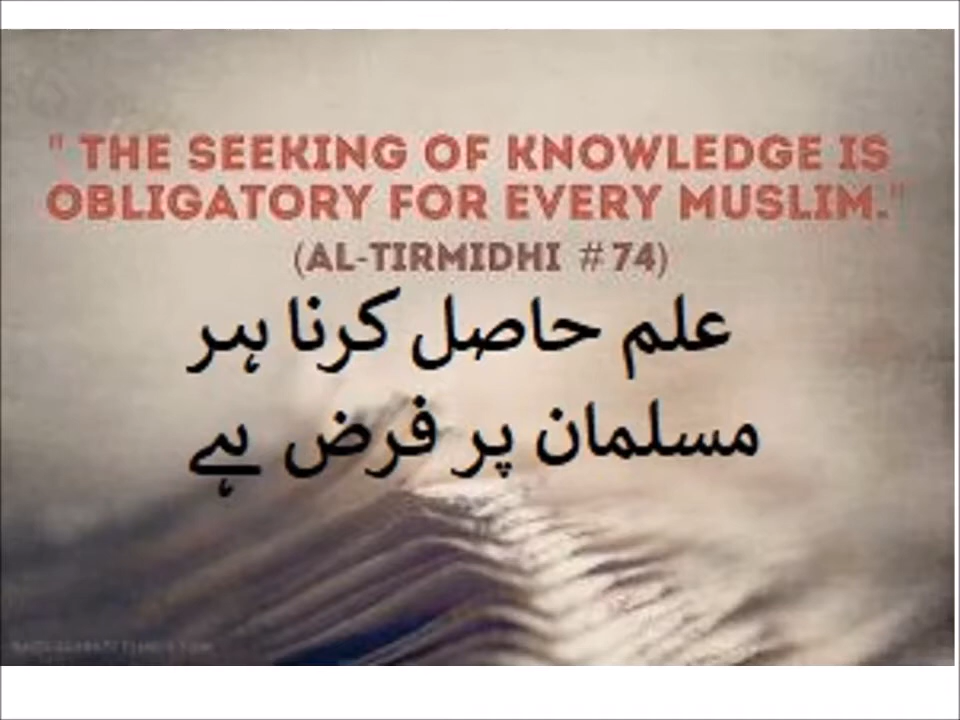 " THE SEEKING OF KNOWLEDGE IS
OBLIGATORY FOR EVERY MUSLIM."
(AL-TIRMIDHI #74)
علم حاصل کرنا ہر
مسلمان پر فرض ہے